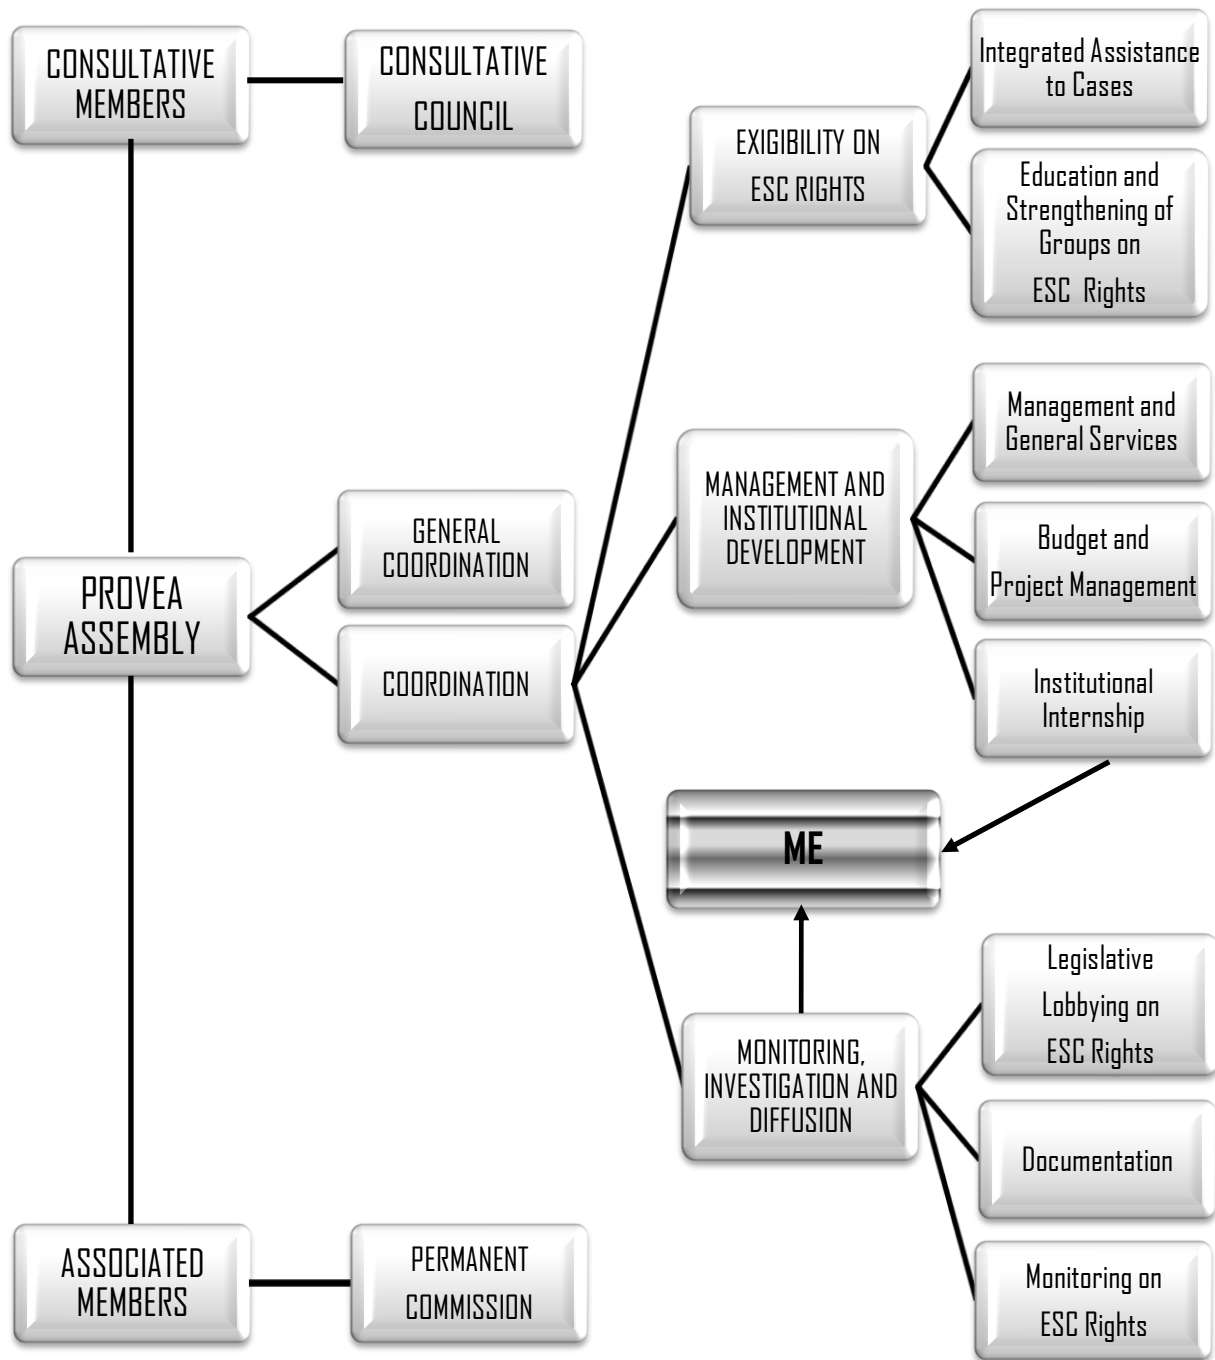 CONSULTATIVE
MEMBERS
CONSULTATIVE
COUNCIL
PROVEA
ASSEMBLY
GENERAL
COORDINATION
COORDINATION
ASSOCIATED
MEMBERS
PERMANENT
COMMISSION
EXIGIBILITY ON
ESC RIGHTS
Integrated Assistance
to Cases
Education and
Strengthening of
Groups on
ESC Rights
MANAGEMENT AND
INSTITUTIONAL
DEVELOPMENT
Management and
General Services
Budget and
Project Management
Institutional
Internship
ME
MONITORING,
INVESTIGATION AND
DIFFUSION
Legislative
Lobbying on
ESC Rights
Documentation
Monitoring on
ESC Rights